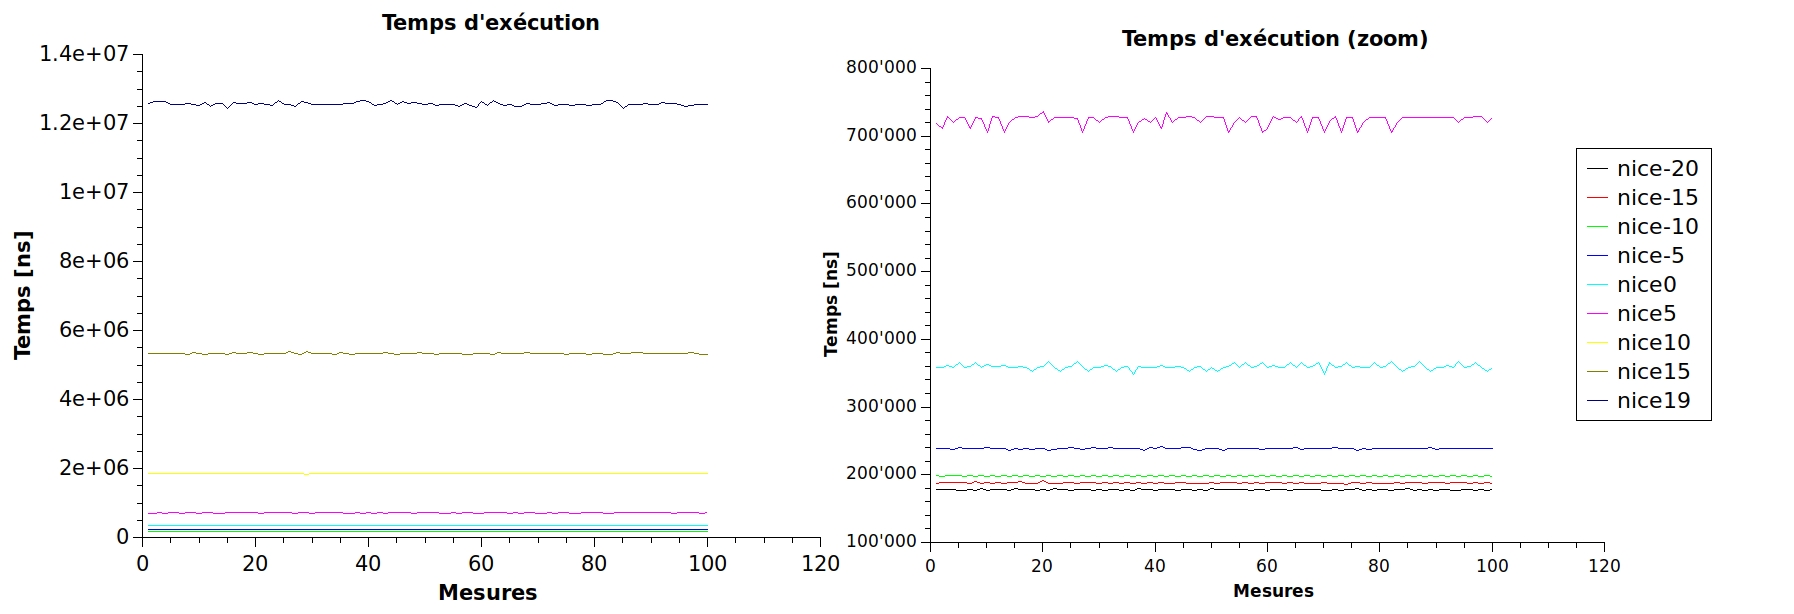 Temps d'exécution
1.4e+07
1.2e+07
1e+07
8e+06
6e+06
4e+06
2e+06
0
Temps [ns]
0 20 40 60 80 100 120
Mesures
Temps d'exécution (zoom)
800'000
700'000
600'000
500'000
400'000
300'000
200'000
100'000
Temps [ns]
0 20 40 60 80 100 120
Mesures
nice-20
nice-15
nice-10
nice-5
nice0
nice5
nice10
nice15
nice19